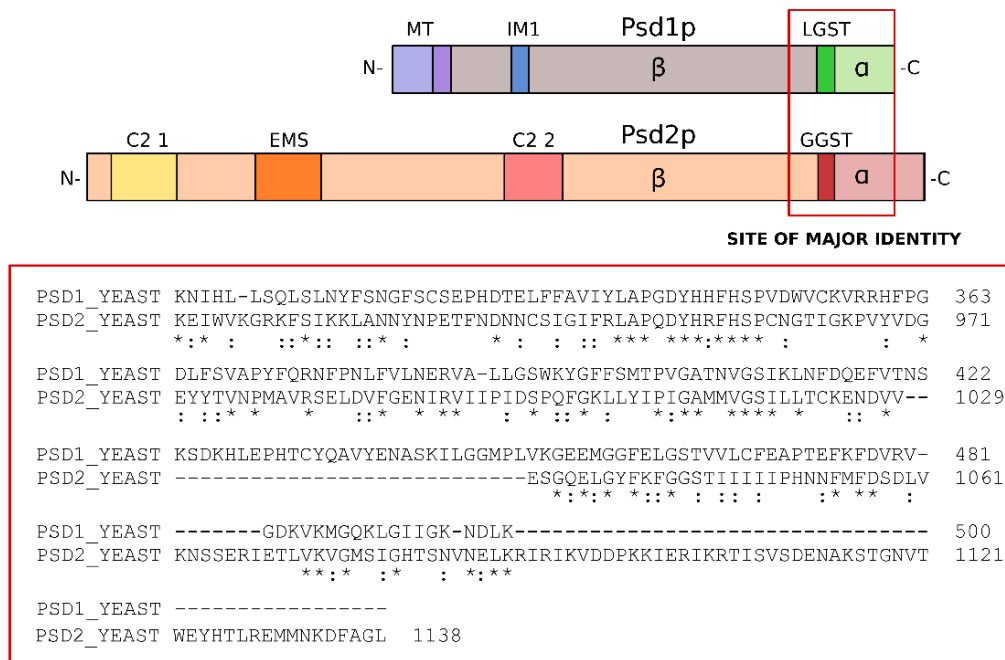 MT IM1 Psd1p LGST
N- β α -C
C2 1 EMS C2 2 Psd2p GGST
N- β α -C
SITE OF MAJOR IDENTITY
PSD1_YEAST KNIHL-LSQLSLNYFSNGFSCSEPHDTELFFAVIYLAPGDYHHFHSPVDWVCKVRRHFPG 363
PSD2_YEAST KEIWVKGRKFSIKKLANNYNPETFNDNNCSIGIFRLAPQDYHRFHSPCNGTIGKPVYVDG 971
*:* : ::* :: ::* : * : :: *** ***:**** : : *
PSD1_YEAST DLFSVAPYFQRNFPNLFVLNERVA-LLGSWKYGFFSMTPVGATNVGSIKLNFDQEFVTNS 422
PSD2_YEAST EYYTVNPMAVRSELDVFGENIRVIIPIDSPQFGKLLYIPIGAMMVGSILLTCKENDVV-- 1029
: ::* * * ::* * ** : * :* : *:** **** * :: *
PSD1_YEAST KSDKHLEPHTCYQAVYENASKILGGMPLVKGEEMGGFELGSTVVLCFEAPTEFKFDVRV- 481
PSD2_YEAST ----------------------------ESGQELGYFKFGSTIIIIIPHNNFMFDSDLV 1061
*:*:* *::*** : : : :* ** :
PSD1_YEAST -------GDKVKMGQKLGIIGK-NDLK---------------------------------- 500
PSD2_YEAST KNSSERIETLVKVGMSIGHTSNVNELKRIRIKVDDPKKIERIKRTISVSDENAKSTGNVT 1121
**:* :* : *:**
PSD1_YEAST -----------------
PSD2_YEAST WEYHTLREMMNKDFAGL 1138